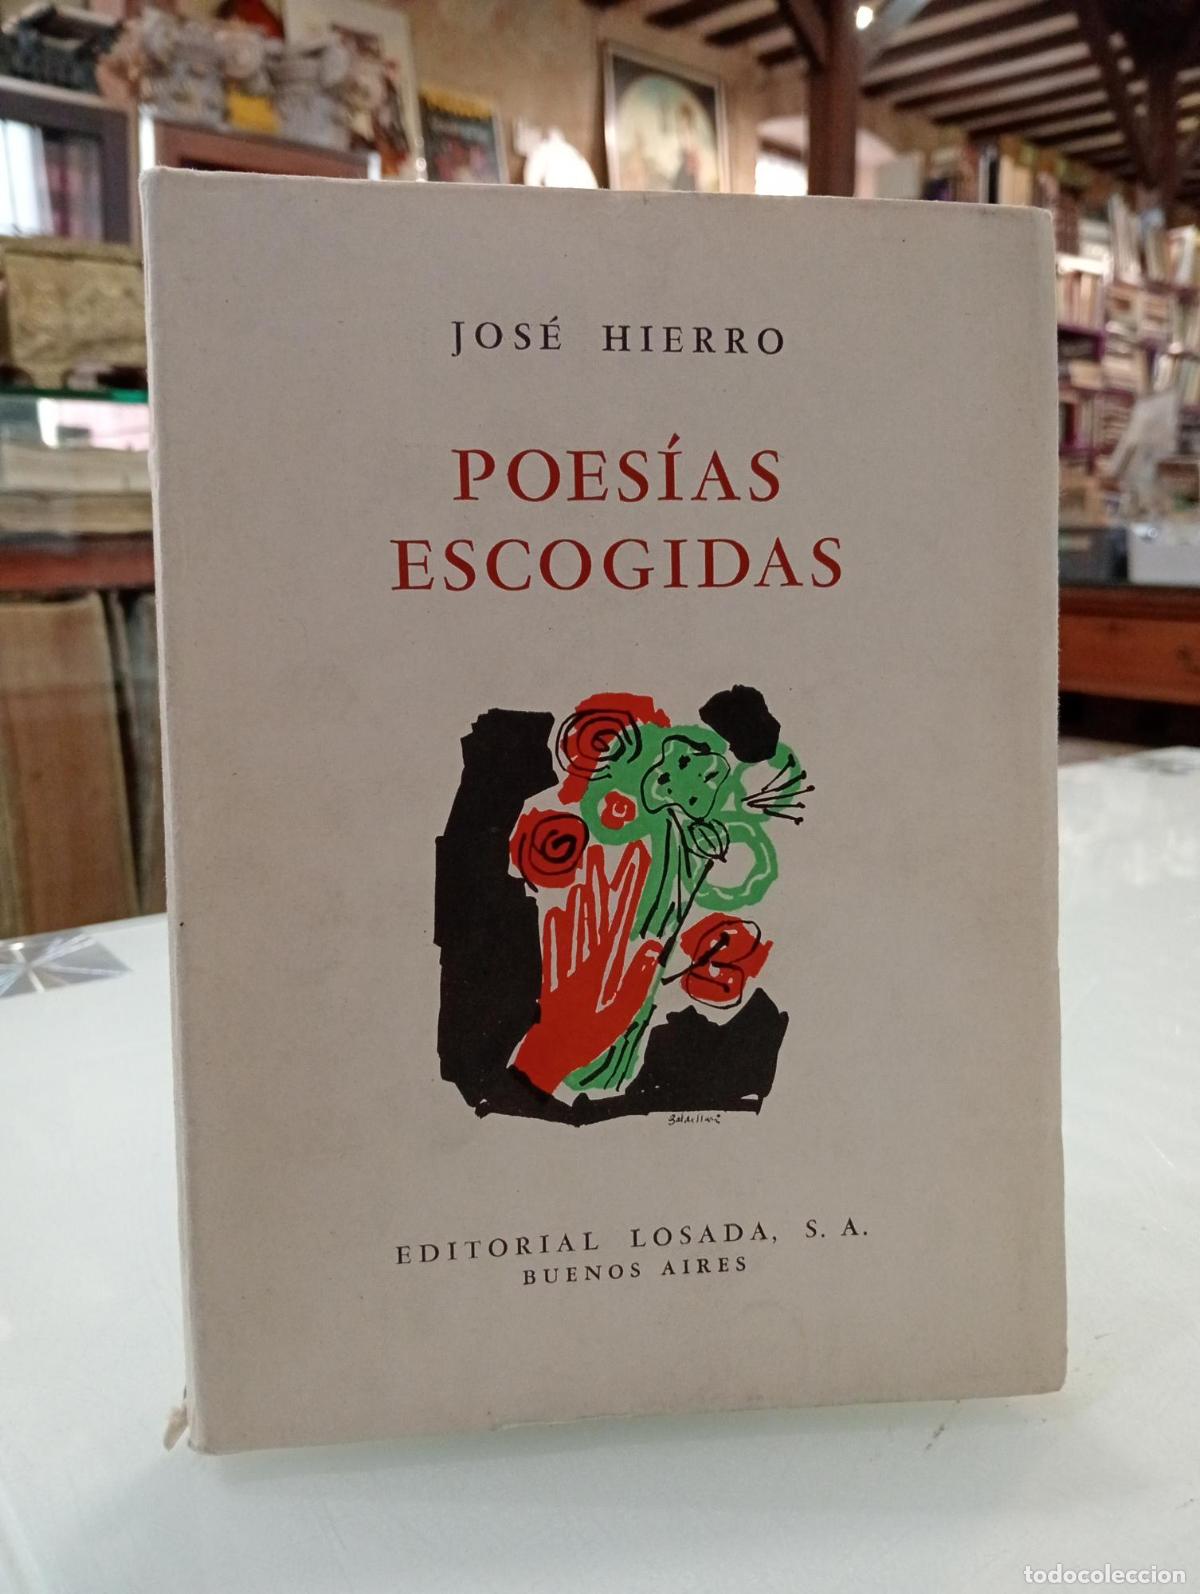 JOSÉ HIERRO
POESÍAS
ESCOGIDAS
EDITORIAL LOSADA, S. A.
BUENOS AIRES
todocoleccion